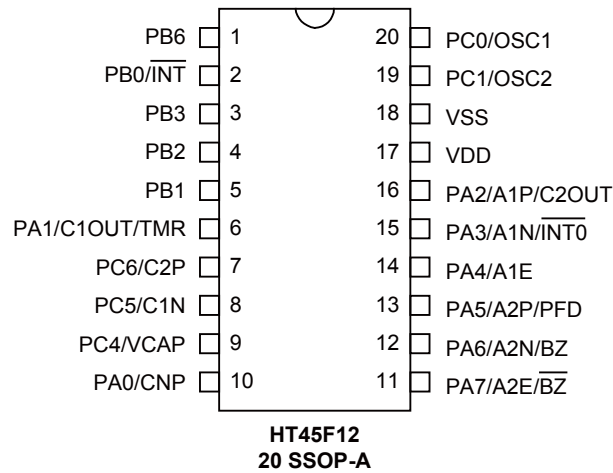 PB6 1 20 PC0/OSC1
PB0/I̅N̅T̅ 2 19 PC1/OSC2
PB3 3 18 VSS
PB2 4 17 VDD
PB1 5 16 PA2/A1P/C2OUT
PA1/C1OUT/TMR 6 15 PA3/A1N/I̅N̅T̅0̅
PC6/C2P 7 14 PA4/A1E
PC5/C1N 8 13 PA5/A2P/PFD
PC4/VCAP 9 12 PA6/A2N/BZ
PA0/CNP 10 11 PA7/A2E/B̅Z̅
HT45F12
20 SSOP-A